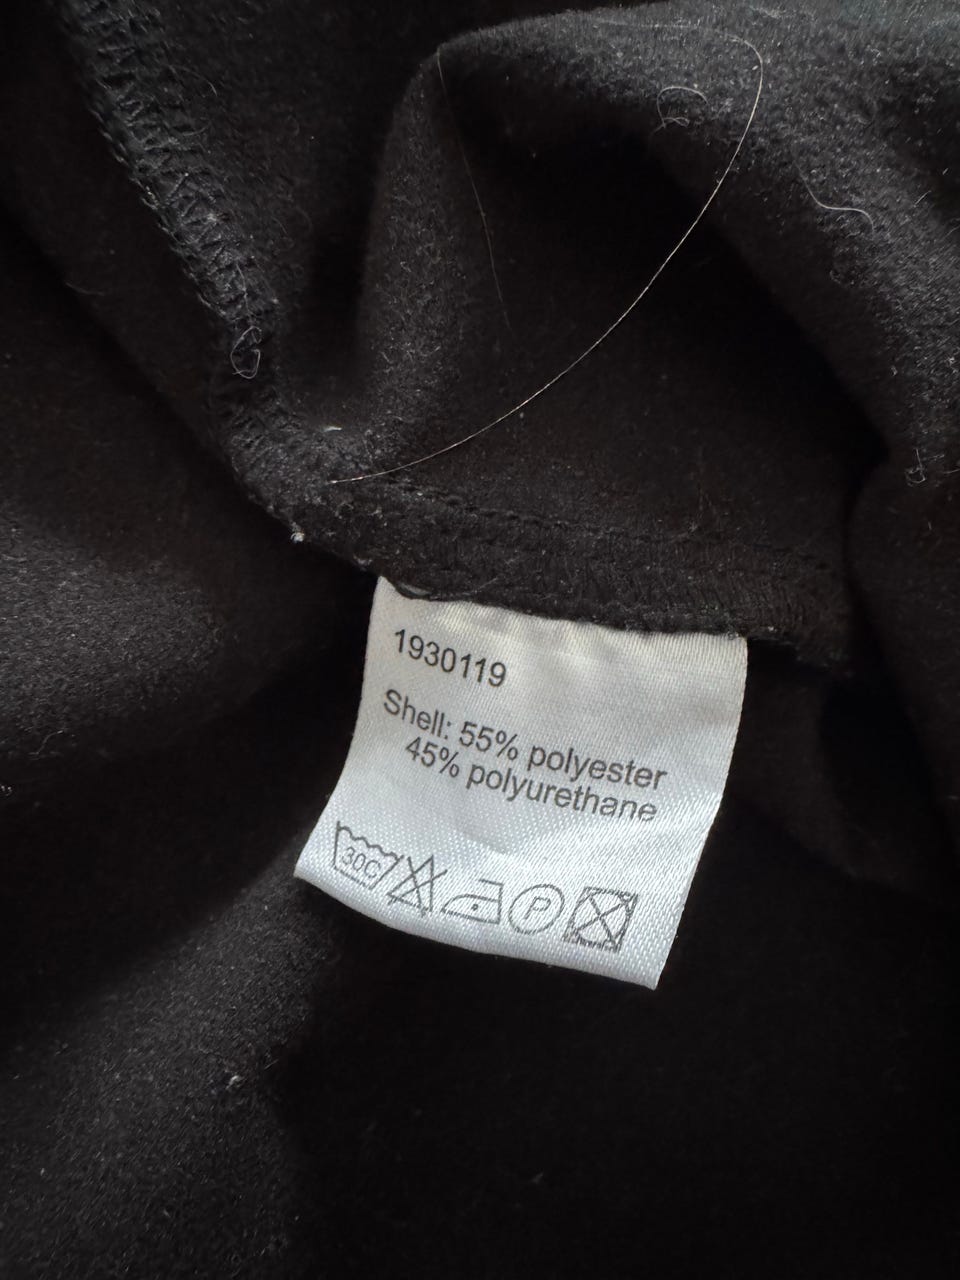 1930119
Shell: 55% polyester
45% polyurethane
30C P